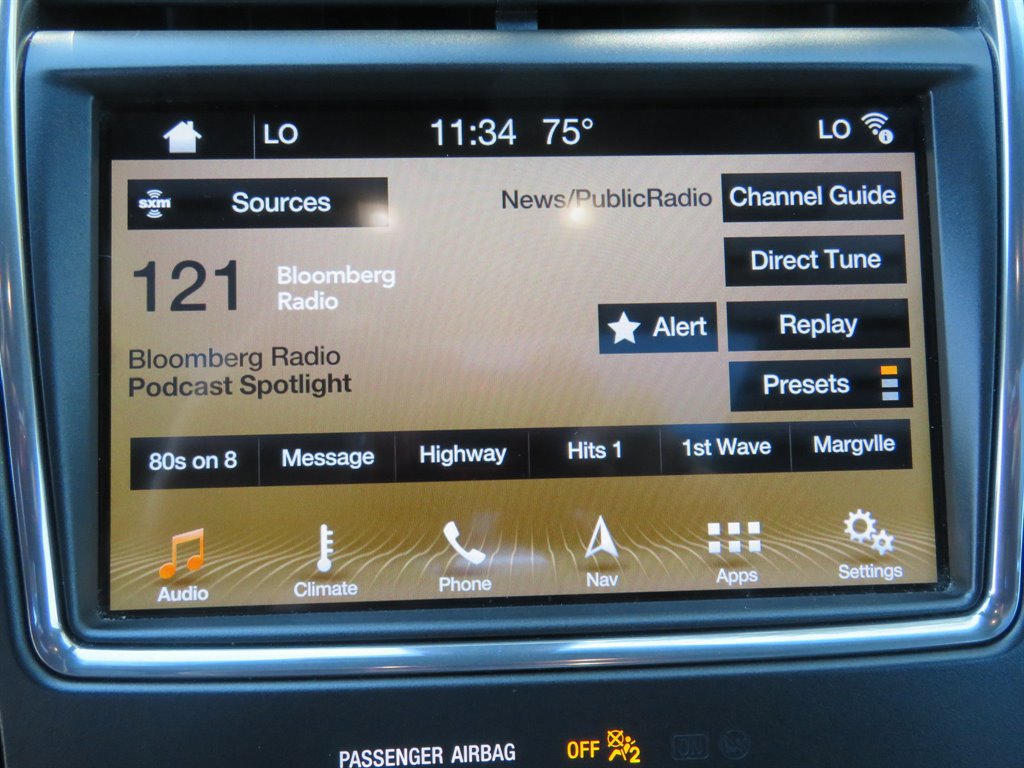 LO 11:34 75° LO
sxm Sources
News/PublicRadio
Channel Guide
Direct Tune
121
Bloomberg
Radio
Alert
Replay
Bloomberg Radio
Podcast Spotlight
Presets
80s on 8 Message Highway Hits 1 1st Wave Margvlle
Audio Climate Phone Nav Apps Settings
PASSENGER AIRBAG OFF 2 ON